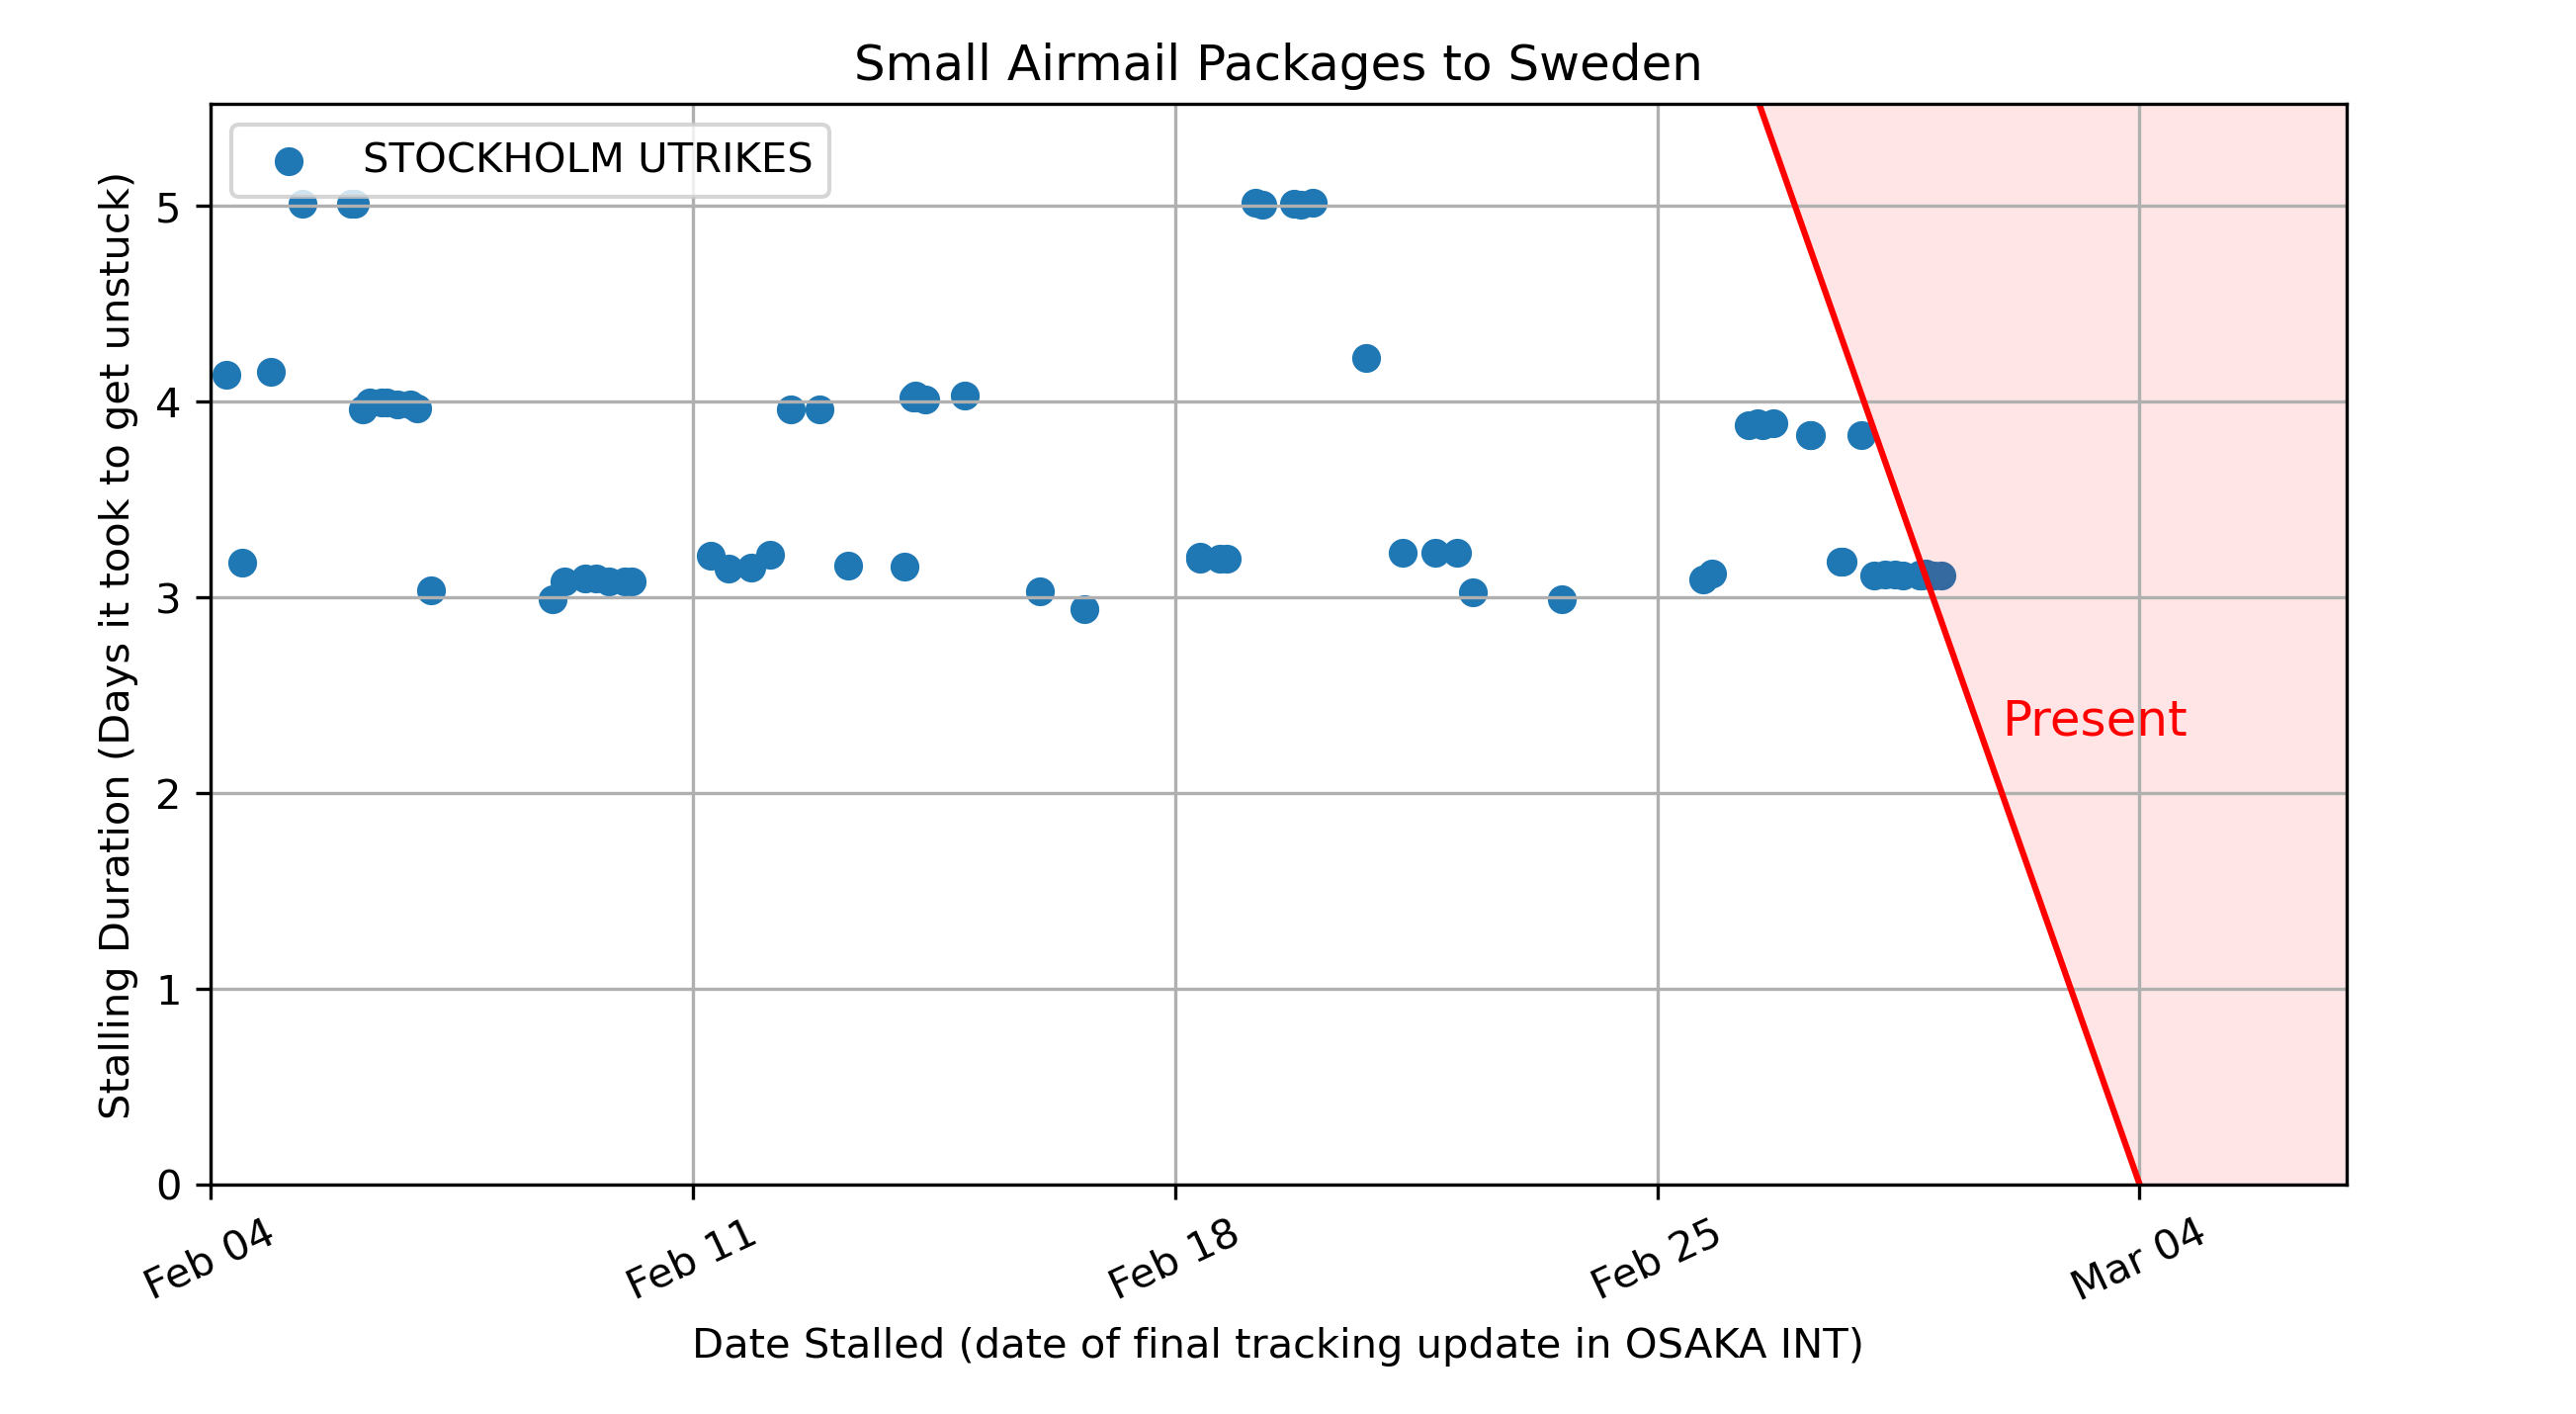 Small Airmail Packages to Sweden
STOCKHOLM UTRIKES
Stalling Duration (Days it took to get unstuck)
5
4
3
2
1
0
Present
Feb 04
Feb 11
Feb 18
Feb 25
Mar 04
Date Stalled (date of final tracking update in OSAKA INT)